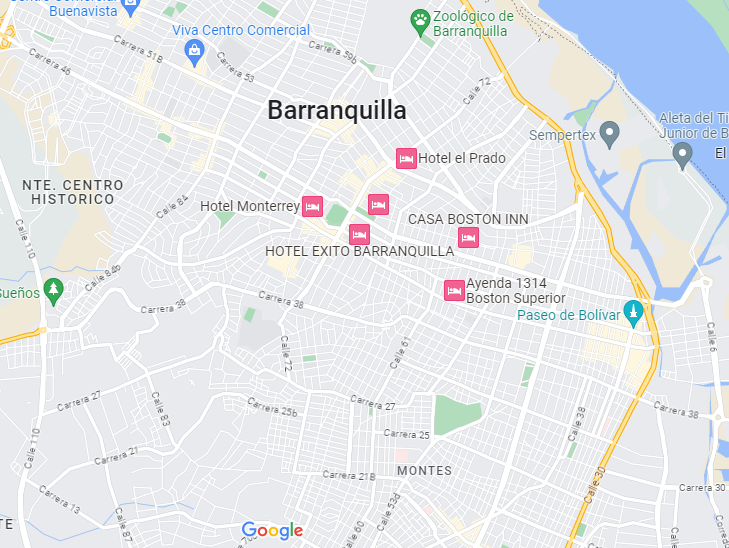 Centro Comercial
Buenavista
Viva Centro Comercial
Zoológico de
Barranquilla
Carrera 51B
Carrera 53
Carrera 59b
Carrera 46
Calle 72
Barranquilla
Sempertex
Aleta del Ti
Junior de B
El
Hotel el Prado
NTE. CENTRO
HISTORICO
Calle 84
Hotel Monterrey
CASA BOSTON INN
Calle 110
HOTEL EXITO BARRANQUILLA
Calle 84b
Sueños
Ayenda 1314
Boston Superior
Paseo de Bolívar
Carrera 38
Carrera 38
Calle 72
Calle 61
Calle 6
Carrera 27
Calle 83
Carrera 25b
Carrera 27
Carrera 38
Calle 38
Carrera 25
Calle 110
Carrera 21
MONTES
Carrera 21B
Calle 30
Carrera 30
Carrera 13
Calle 53d
TE
Calle 87
Google
Calle 60
Corredo